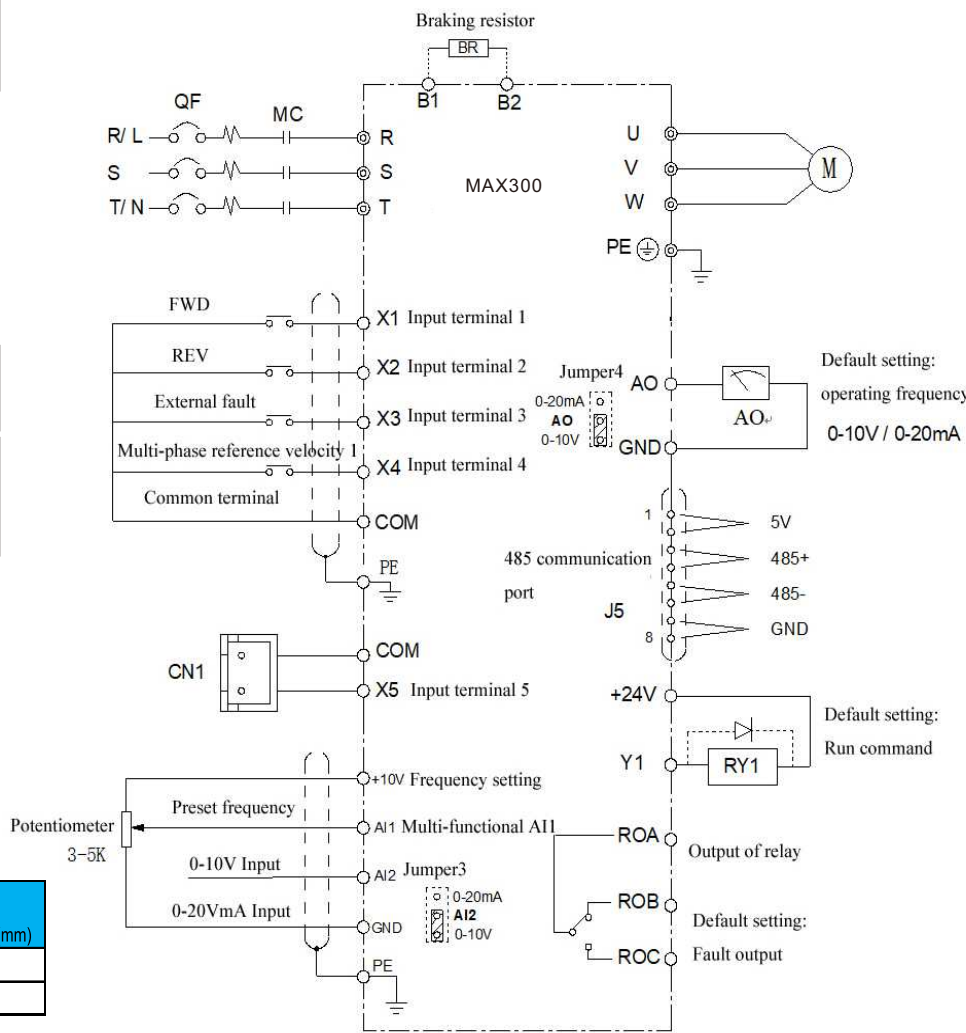 Braking resistor
BR
B1
B2
QF
MC
R/ L
R
S
S
T/ N
T
MAX300
U
V
W
M
PE
FWD
X1 Input terminal 1
REV
X2 Input terminal 2
External fault
X3 Input terminal 3
Multi-phase reference velocity 1
X4 Input terminal 4
Common terminal
COM
PE
Jumper4
0-20mA
AO
0-10V
AO
GND
AO
Default setting:
operating frequency
0-10V / 0-20mA
485 communication
port
J5
1
8
5V
485+
485-
GND
CN1
COM
X5 Input terminal 5
+24V
Y1
RY1
Default setting:
Run command
+10V Frequency setting
Preset frequency
AI1 Multi-functional AI1
Potentiometer
3-5K
0-10V Input
AI2 Jumper3
0-20mA
AI2
0-10V
0-20VmA Input
GND
PE
ROA
Output of relay
ROB
Default setting:
ROC
Fault output
mm)